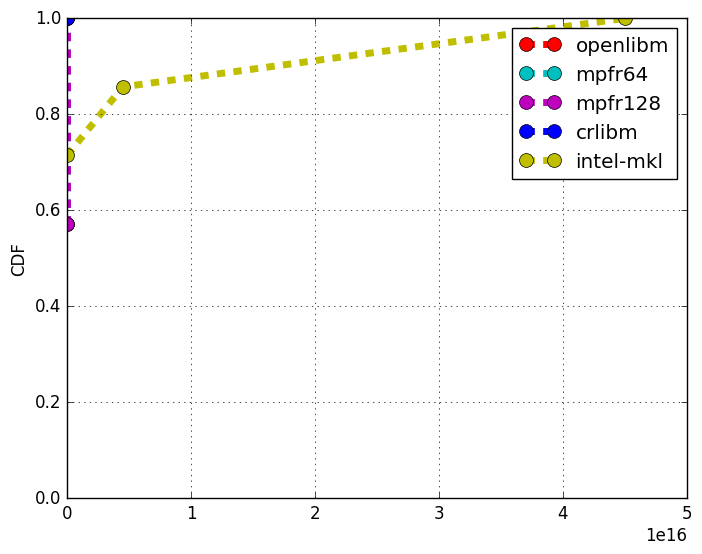 1.0
0.8
0.6
0.4
0.2
0.0
CDF
openlibm
mpfr64
mpfr128
crlibm
intel-mkl
0 1 2 3 4 5
1e16